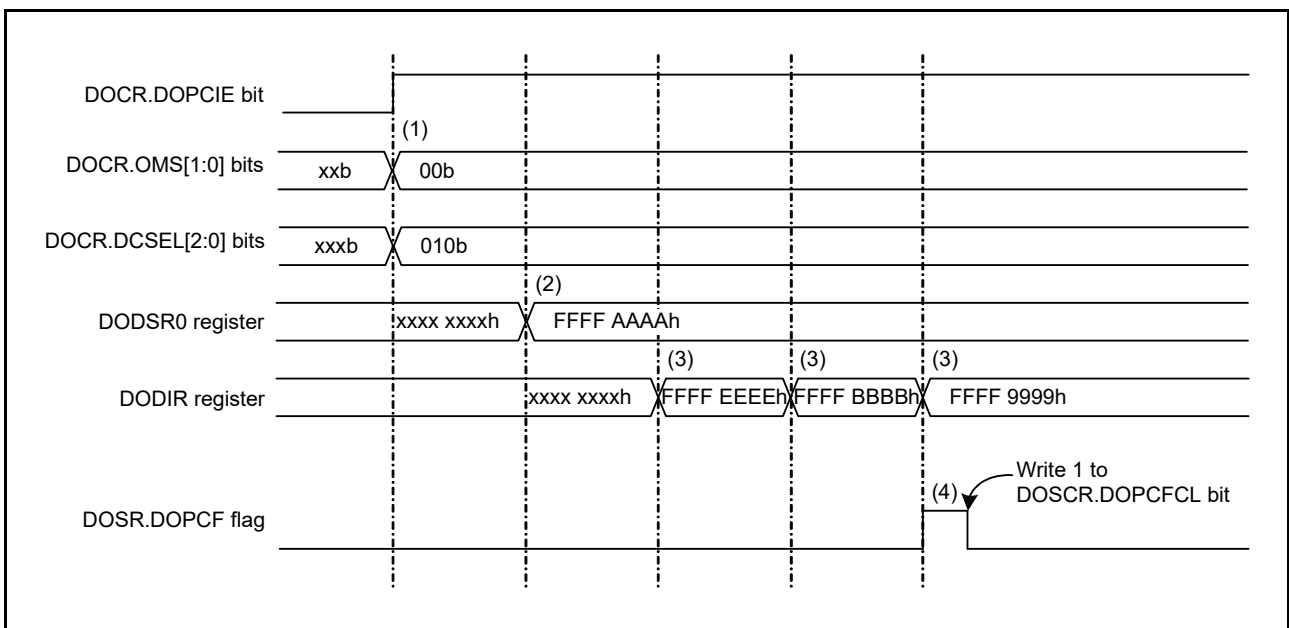 DOCR.DOPCIE bit
(1)
DOCR.OMS[1:0] bits
xxb
00b
DOCR.DCSEL[2:0] bits
xxxb
010b
(2)
DODSR0 register
xxxx xxxxh
FFFF AAAAh
(3)
(3)
(3)
DODIR register
xxxx xxxxh
FFFF EEEEh
FFFF BBBBh
FFFF 9999h
Write 1 to
DOSCR.DOPCFCL bit
(4)
DOSR.DOPCF flag